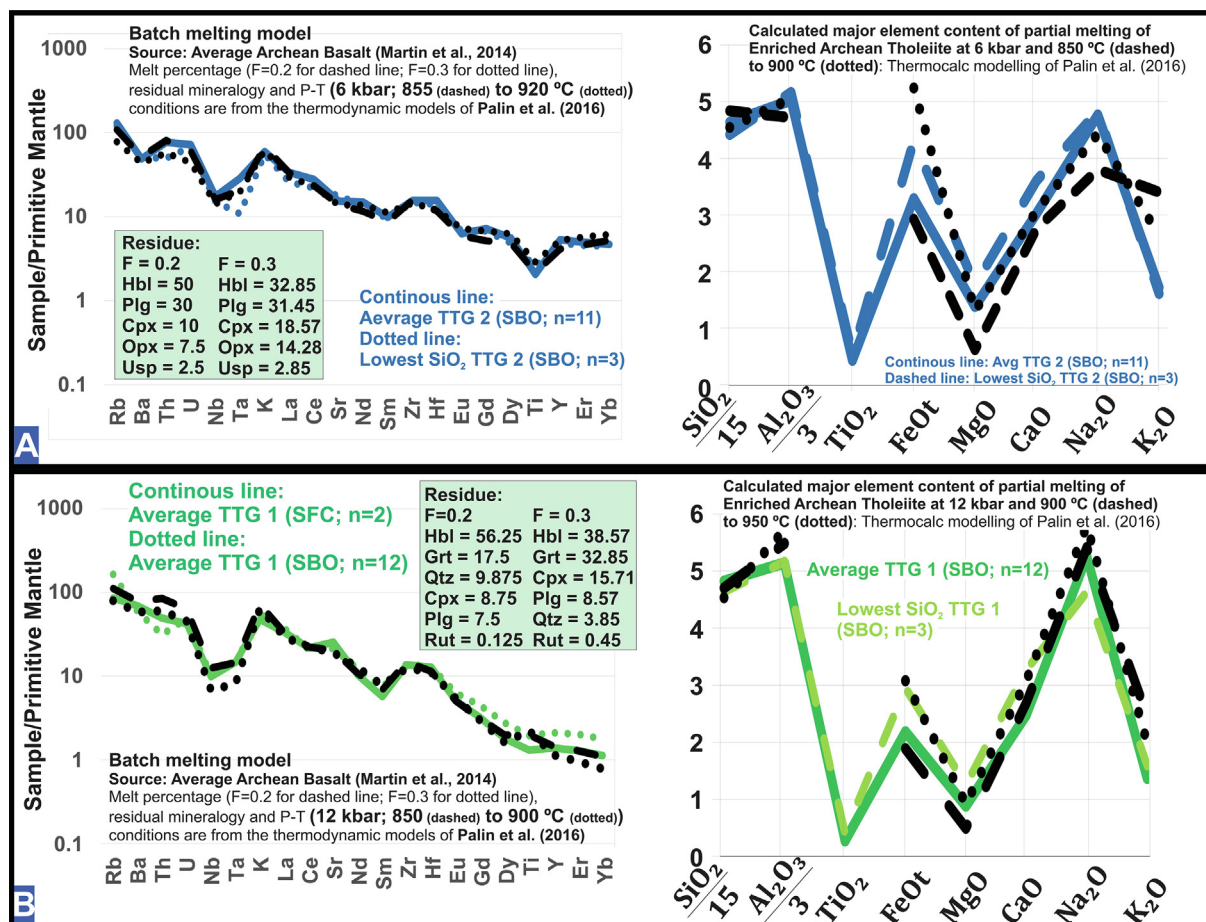 Batch melting model
Source: Average Archean Basalt (Martin et al., 2014)
Melt percentage (F=0.2 for dashed line; F=0.3 for dotted line),
residual mineralogy and P-T (6 kbar; 855 (dashed) to 920 ºC (dotted)
conditions are from the thermodynamic models of Palin et al. (2016)
Sample/Primitive Mantle
1000
100
10
1
0.1
Residue:
F = 0.2 F = 0.3
Hbl = 50 Hbl = 32.85
Plg = 30 Plg = 31.45
Cpx = 10 Cpx = 18.57
Opx = 7.5 Opx = 14.28
Usp = 2.5 Usp = 2.85
Continous line:
Aevrage TTG 2 (SBO; n=11)
Dotted line:
Lowest SiO₂ TTG 2 (SBO; n=3)
Rb Ba Th U Nb Ta K La Ce Sr Nd Sm Zr Hf Eu Gd Dy Ti Y Er Yb
A
Calculated major element content of partial melting of
Enriched Archean Tholeiite at 6 kbar and 850 ºC (dashed)
to 900 ºC (dotted): Thermocalc modelling of Palin et al. (2016)
6
5
4
3
2
1
0
Continous line: Avg TTG 2 (SBO; n=11)
Dashed line: Lowest SiO₂ TTG 2 (SBO; n=3)
SiO₂/15 Al₂O₃/3 TiO₂ FeOt MgO CaO Na₂O K₂O
Continous line:
Average TTG 1 (SFC; n=2)
Dotted line:
Average TTG 1 (SBO; n=12)
Residue:
F=0.2 F = 0.3
Hbl = 56.25 Hbl = 38.57
Grt = 17.5 Grt = 32.85
Qtz = 9.875 Cpx = 15.71
Cpx = 8.75 Plg = 8.57
Plg = 7.5 Qtz = 3.85
Rut = 0.125 Rut = 0.45
Sample/Primitive Mantle
1000
100
10
1
0.1
Batch melting model
Source: Average Archean Basalt (Martin et al., 2014)
Melt percentage (F=0.2 for dashed line; F=0.3 for dotted line),
residual mineralogy and P-T (12 kbar; 850 (dashed) to 900 ºC (dotted)
conditions are from the thermodynamic models of Palin et al. (2016)
Rb Ba Th U Nb Ta K La Ce Sr Nd Sm Zr Hf Eu Gd Dy Ti Y Er Yb
B
Calculated major element content of partial melting of
Enriched Archean Tholeiite at 12 kbar and 900 ºC (dashed)
to 950 ºC (dotted): Thermocalc modelling of Palin et al. (2016)
6
5
4
3
2
1
0
Average TTG 1 (SBO; n=12)
Lowest SiO₂ TTG 1
(SBO; n=3)
SiO₂/15 Al₂O₃/3 TiO₂ FeOt MgO CaO Na₂O K₂O